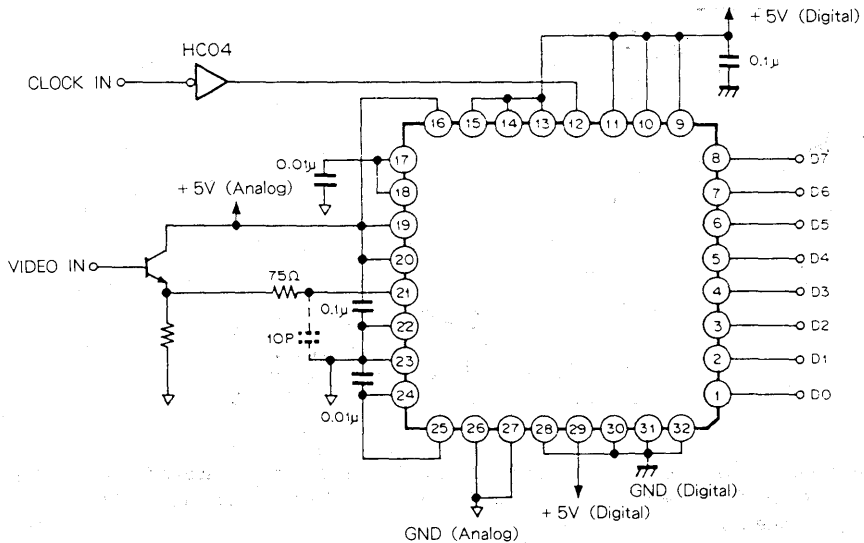 +5V (Digital)
HC04
0.1μ
CLOCK IN
16 15 14 13 12 11 10 9
17
0.01μ
8 D7
+5V (Analog)
18
7 D6
19
6 D5
VIDEO IN
20
5 D4
75Ω
21
4 D3
0.1μ
22
3 D2
10P
23
2 D1
24
1 D0
0.01μ
25 26 27 28 29 30 31 32
GND (Digital)
+5V (Digital)
GND (Analog)